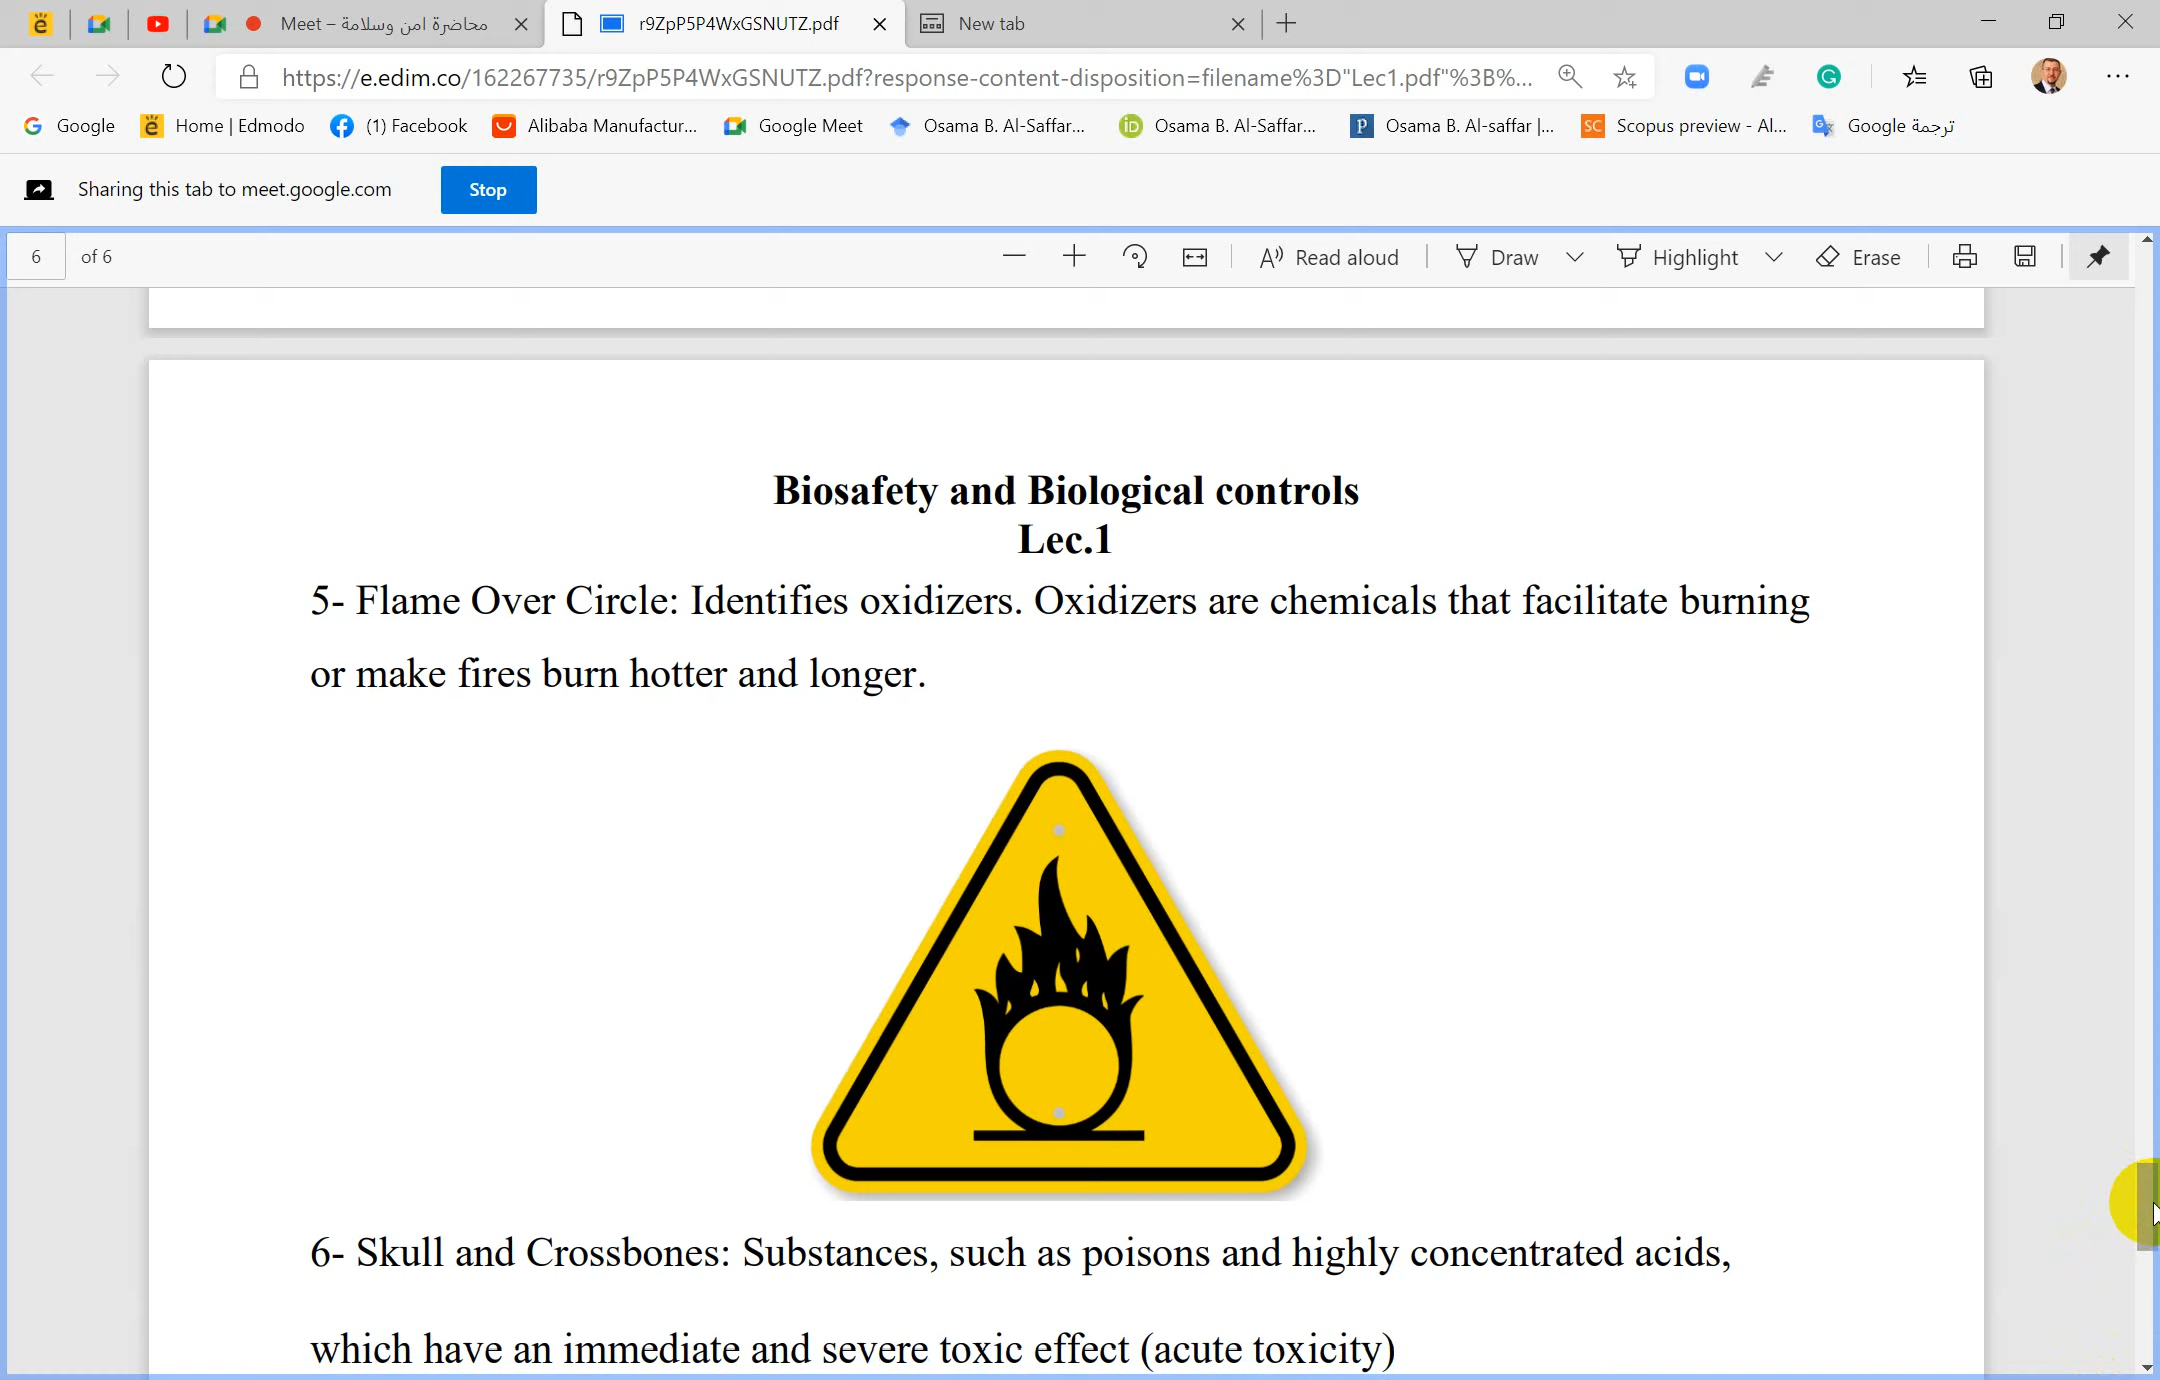 Meet – محاضرة امن وسلامة
r9ZpP5P4WxGSNUTZ.pdf
New tab
https://e.edim.co/162267735/r9ZpP5P4WxGSNUTZ.pdf?response-content-disposition=filename%3D"Lec1.pdf"%3B%...
Google
Home | Edmodo
(1) Facebook
Alibaba Manufactur...
Google Meet
Osama B. Al-Saffar...
Osama B. Al-Saffar...
Osama B. Al-saffar |...
Scopus preview - Al...
ترجمة Google
Sharing this tab to meet.google.com
Stop
6 of 6
Read aloud
Draw
Highlight
Erase
Biosafety and Biological controls
Lec.1
5- Flame Over Circle: Identifies oxidizers. Oxidizers are chemicals that facilitate burning
or make fires burn hotter and longer.
6- Skull and Crossbones: Substances, such as poisons and highly concentrated acids,
which have an immediate and severe toxic effect (acute toxicity)